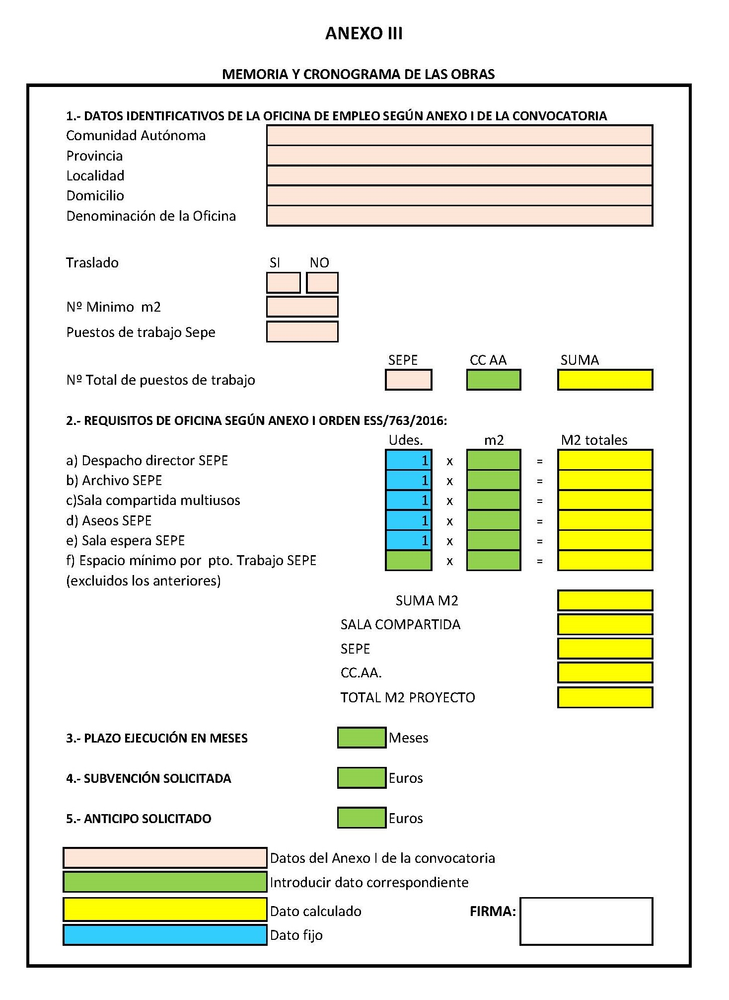 ANEXO III
MEMORIA Y CRONOGRAMA DE LAS OBRAS
1.- DATOS IDENTIFICATIVOS DE LA OFICINA DE EMPLEO SEGÚN ANEXO I DE LA CONVOCATORIA
Comunidad Autónoma
Provincia
Localidad
Domicilio
Denominación de la Oficina
Traslado SI NO
Nº Minimo m2
Puestos de trabajo Sepe
SEPE CC AA SUMA
Nº Total de puestos de trabajo
2.- REQUISITOS DE OFICINA SEGÚN ANEXO I ORDEN ESS/763/2016:
Udes. m2 M2 totales
a) Despacho director SEPE 1 x =
b) Archivo SEPE 1 x =
c)Sala compartida multiusos 1 x =
d) Aseos SEPE 1 x =
e) Sala espera SEPE 1 x =
f) Espacio mínimo por pto. Trabajo SEPE x =
(excluidos los anteriores)
SUMA M2
SALA COMPARTIDA
SEPE
CC.AA.
TOTAL M2 PROYECTO
3.- PLAZO EJECUCIÓN EN MESES Meses
4.- SUBVENCIÓN SOLICITADA Euros
5.- ANTICIPO SOLICITADO Euros
Datos del Anexo I de la convocatoria
Introducir dato correspondiente
Dato calculado FIRMA:
Dato fijo